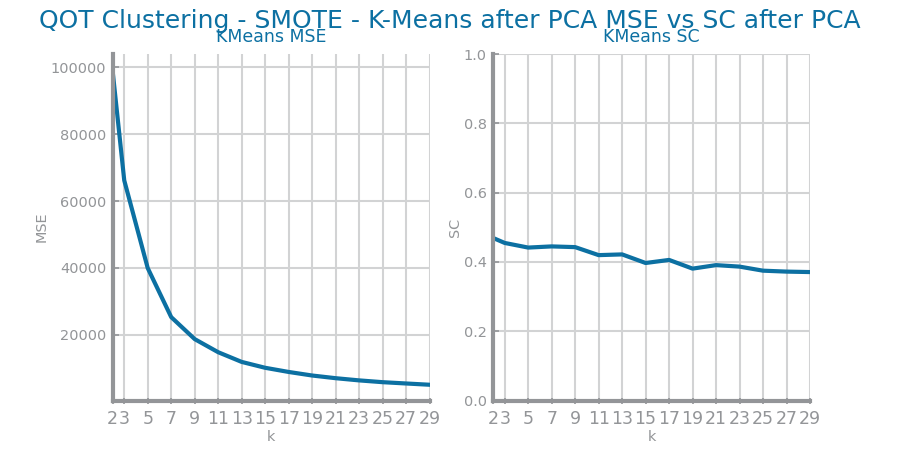 QOT Clustering - SMOTE - K-Means after PCA MSE vs SC after PCA
KMeans MSE
100000
80000
60000
40000
20000
MSE
2 3 5 7 9 11 13 15 17 19 21 23 25 27 29
k
KMeans SC
1.0
0.8
0.6
0.4
0.2
0.0
SC
2 3 5 7 9 11 13 15 17 19 21 23 25 27 29
k